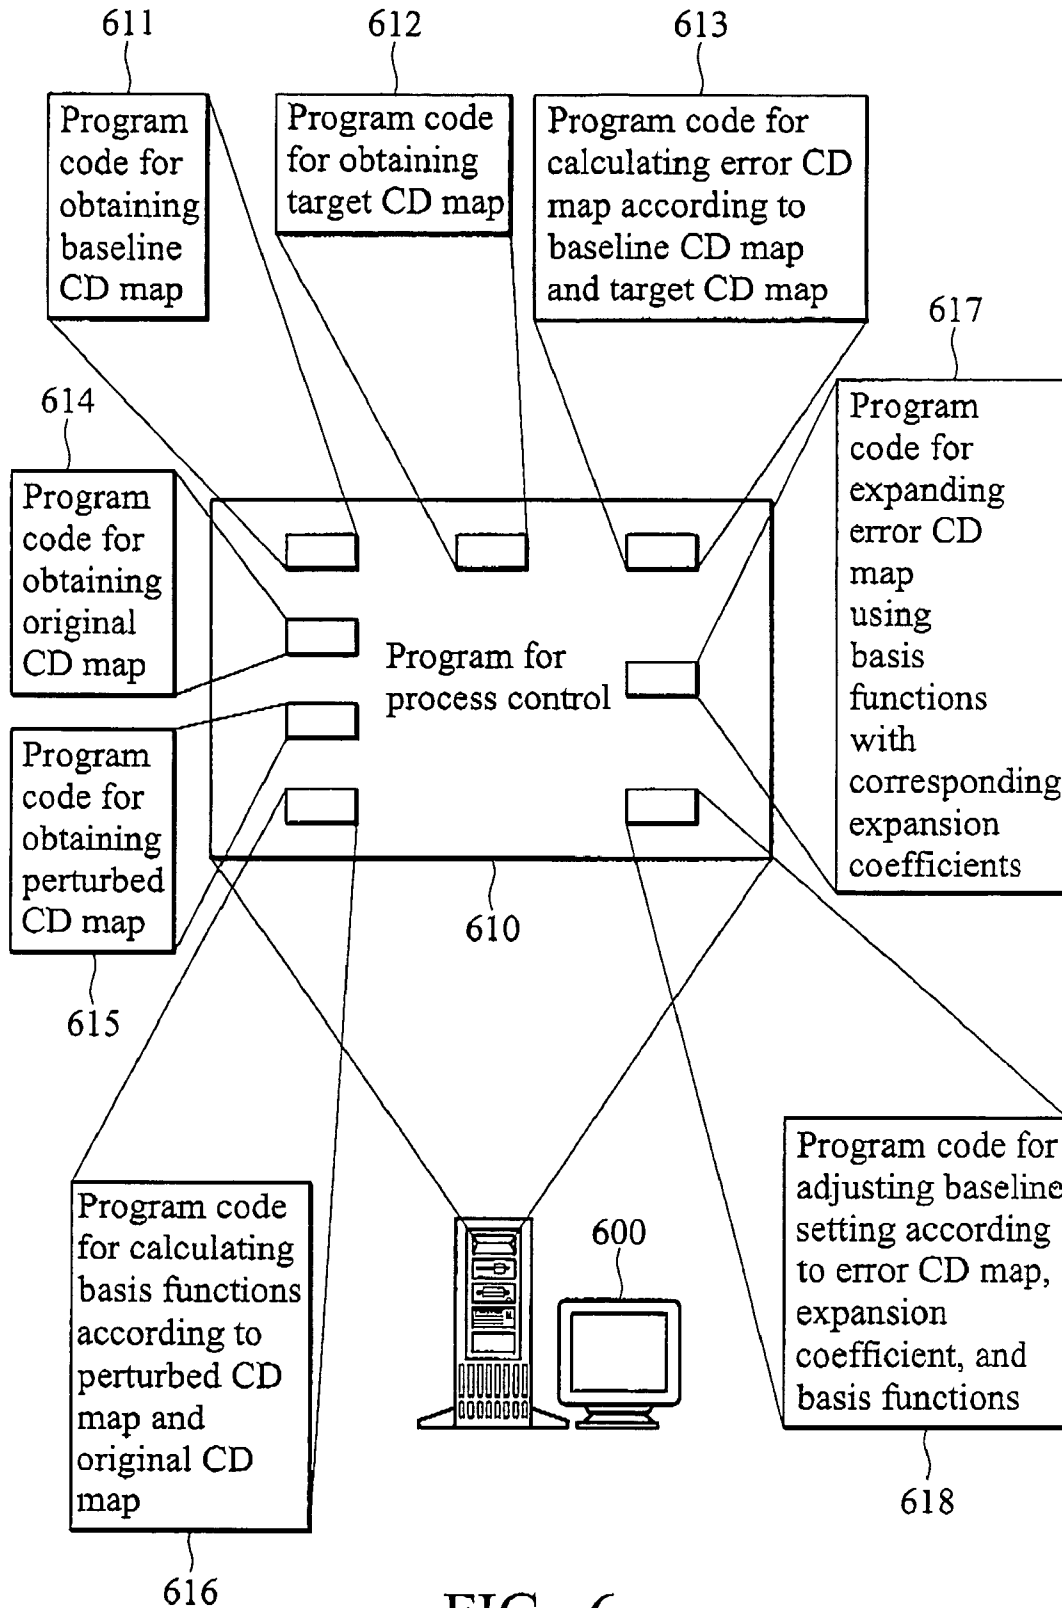 611
612
613
Program
code for
obtaining
baseline
CD map
Program code
for obtaining
target CD map
Program code for
calculating error CD
map according to
baseline CD map
and target CD map
617
614
Program
code for
expanding
error CD
map
using
basis
functions
with
corresponding
expansion
coefficients
Program
code for
obtaining
original
CD map
Program for
process control
Program
code for
obtaining
perturbed
CD map
610
615
Program code for
adjusting baseline
setting according
to error CD map,
expansion
coefficient, and
basis functions
Program code
for calculating
basis functions
according to
perturbed CD
map and
original CD
map
600
618
616
FIG. 6